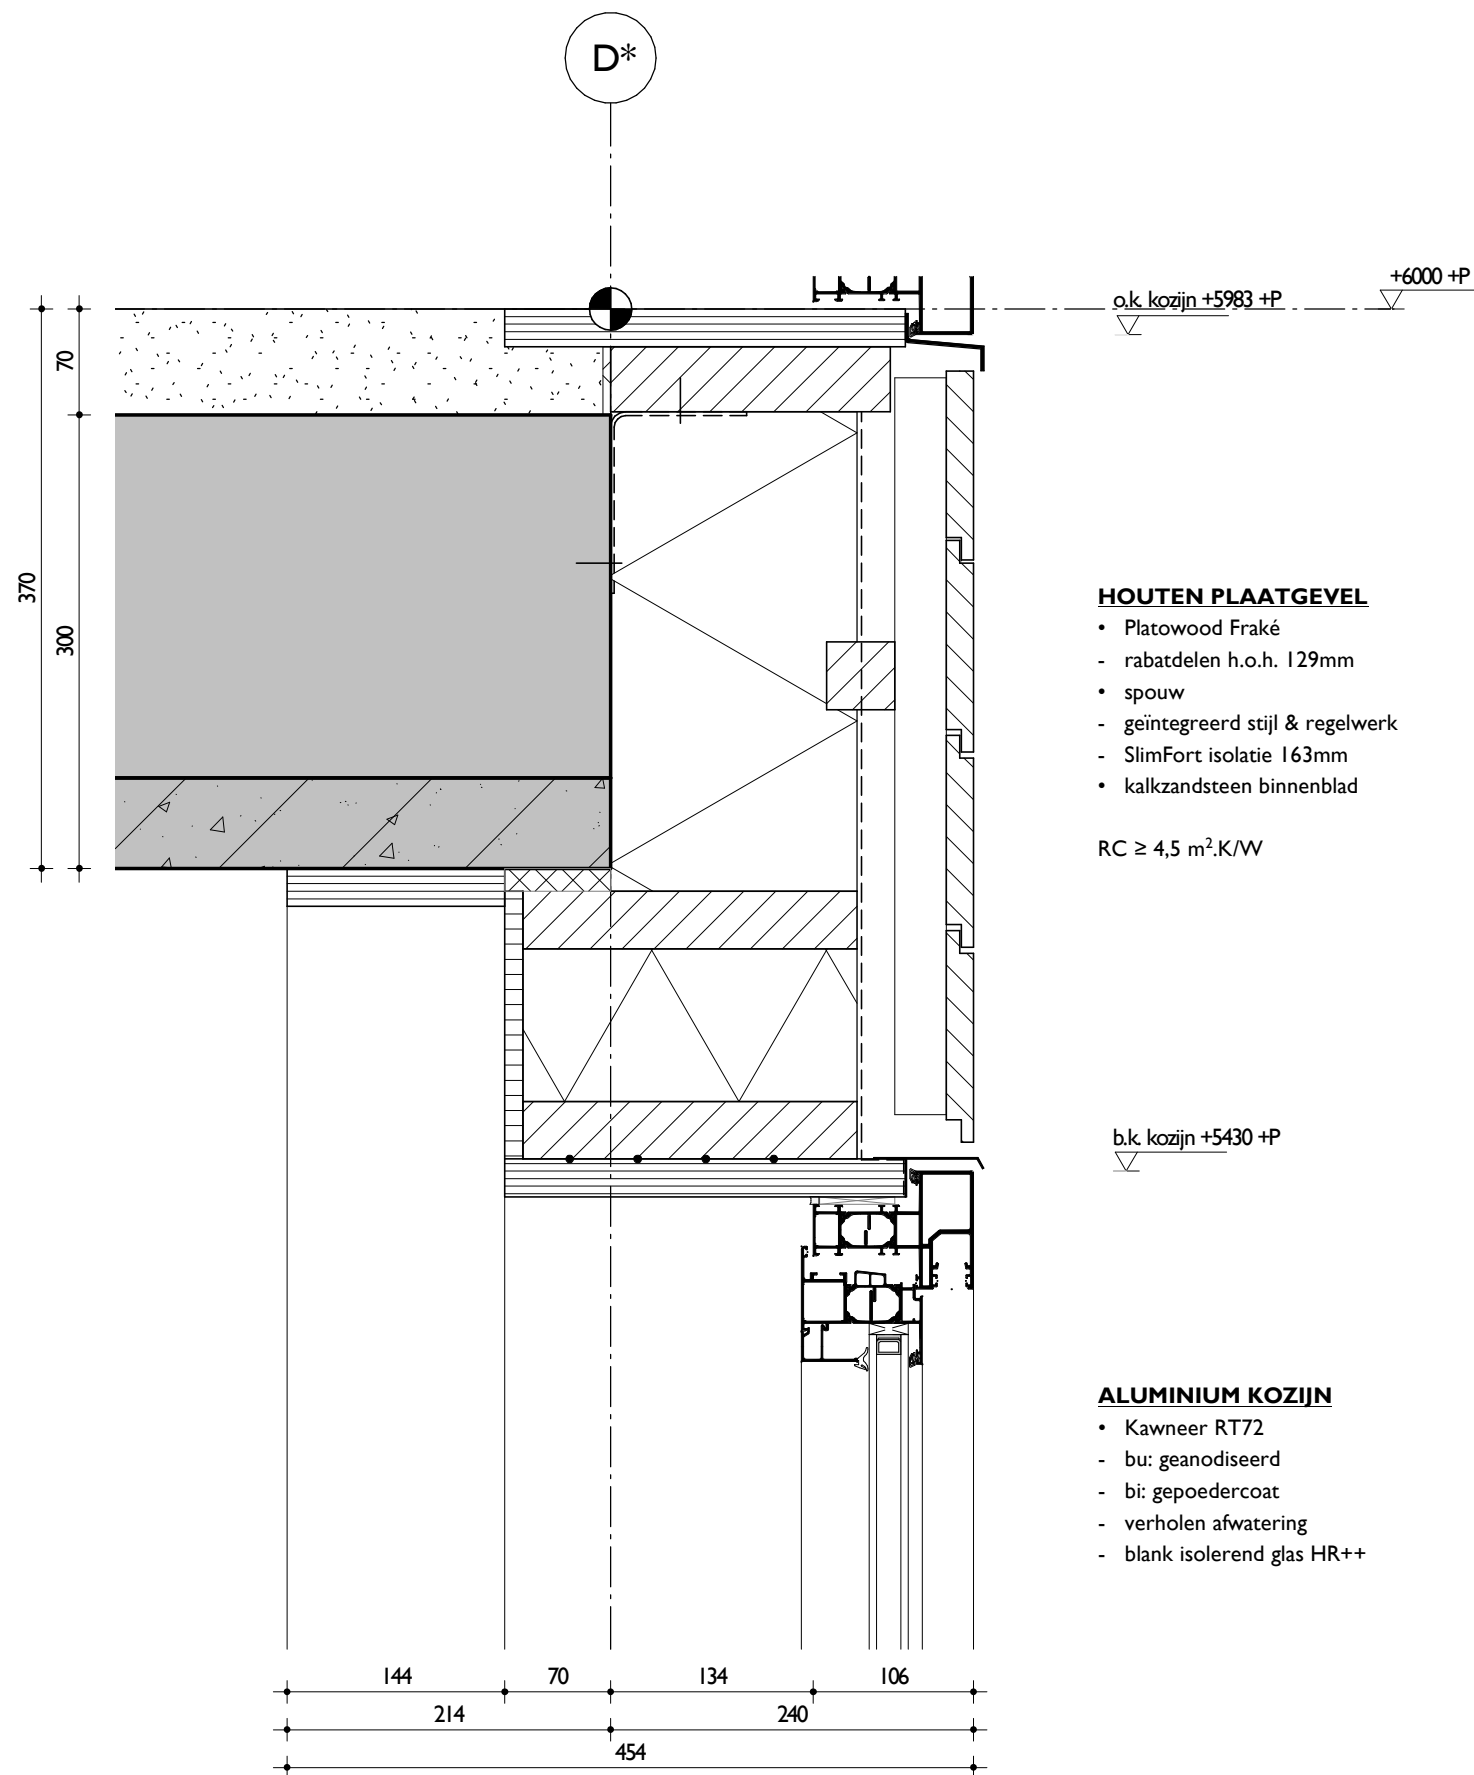 D*
+6000 +P
o.k. kozijn +5983 +P
70
370
300
HOUTEN PLAATGEVEL
• Platowood Fraké
- rabatdelen h.o.h. 129mm
• spouw
- geïntegreerd stijl & regelwerk
- SlimFort isolatie 163mm
• kalkzandsteen binnenblad
RC ≥ 4,5 m².K/W
b.k. kozijn +5430 +P
ALUMINIUM KOZIJN
• Kawneer RT72
- bu: geanodiseerd
- bi: gepoedercoat
- verholen afwatering
- blank isolerend glas HR++
144 70 134 106
214 240
454